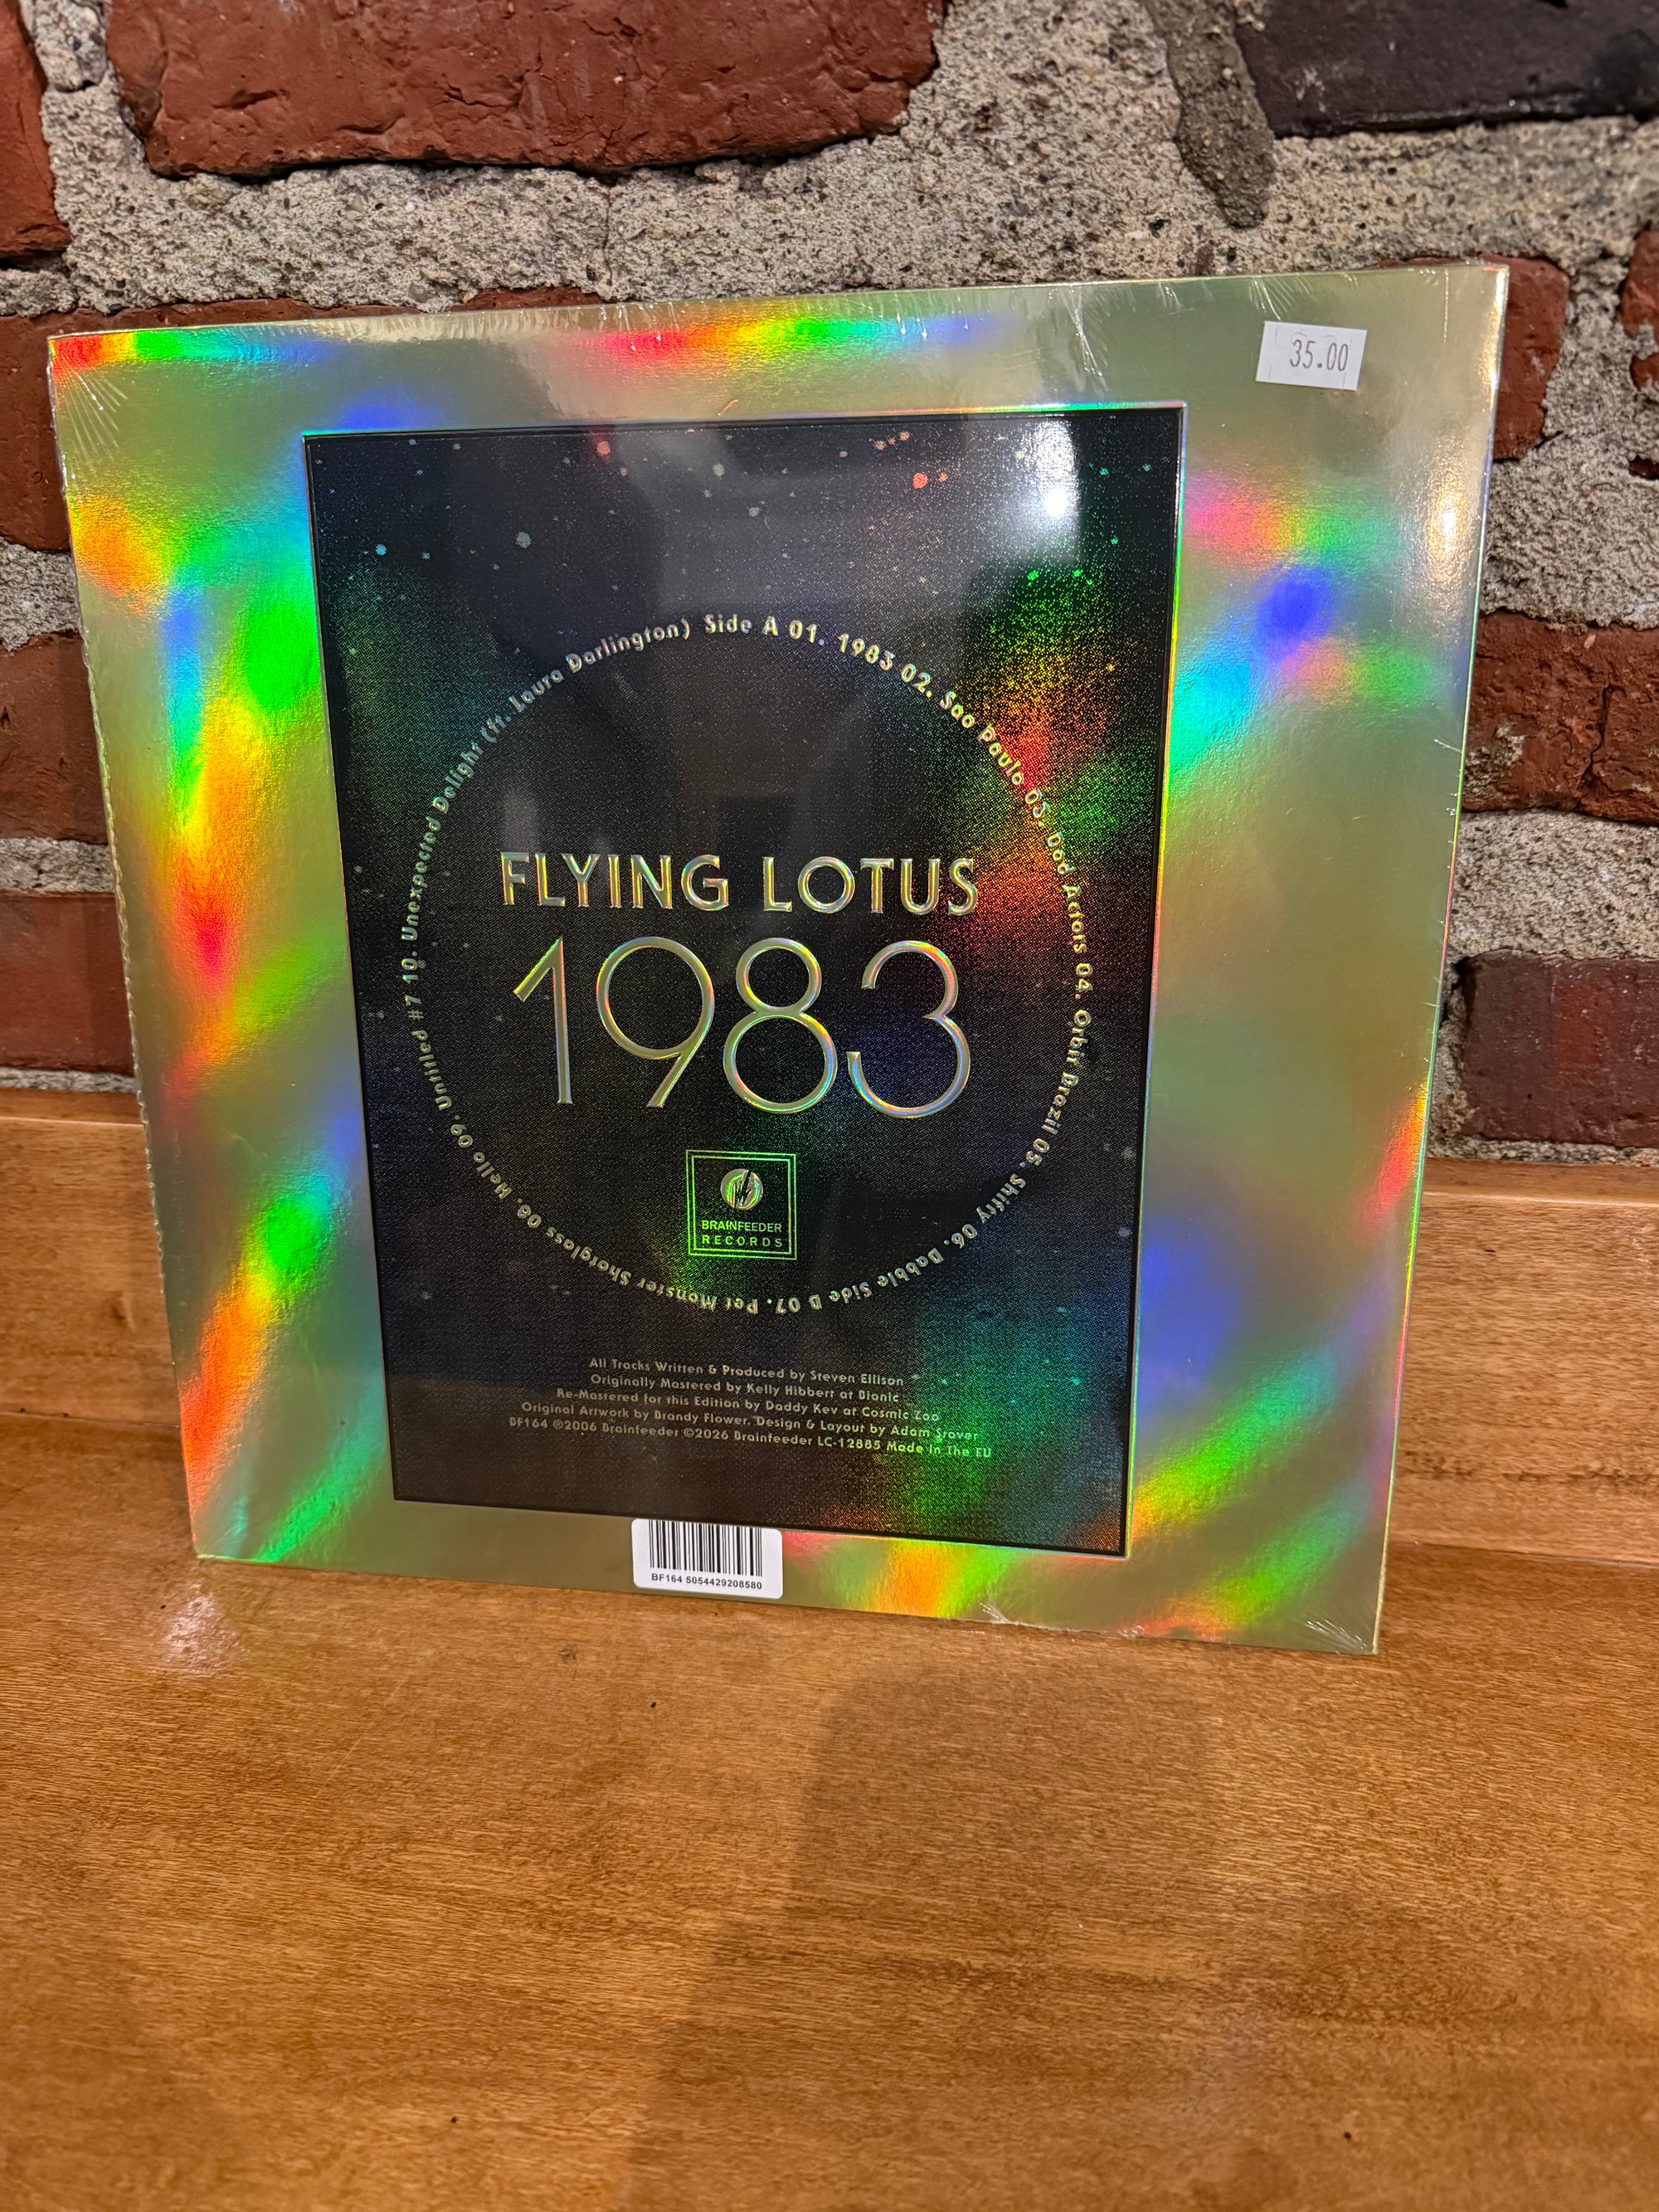 35.00
Side A 01. 1983 02. Sao Paulo 03. Bad Actors 04. Orbit Brazil 05. Shifty 06. Dabble Side B 07. Pet Monster Shotglass 08. Hello 09. Untitled #7 10. Unexpected Delight (ft. Laura Darlington)
FLYING LOTUS
1983
BRAINFEEDER
RECORDS
All Tracks Written & Produced by Steven Ellison
Originally Mastered by Kelly Hibbert at Bionic
Re-Mastered for this Edition by Daddy Kev at Cosmic Zoo
Original Artwork by Brandy Flower. Design & Layout by Adam Stover
BF164 ℗2006 Brainfeeder ©2026 Brainfeeder LC-12885 Made In The EU
BF164 5054429208580